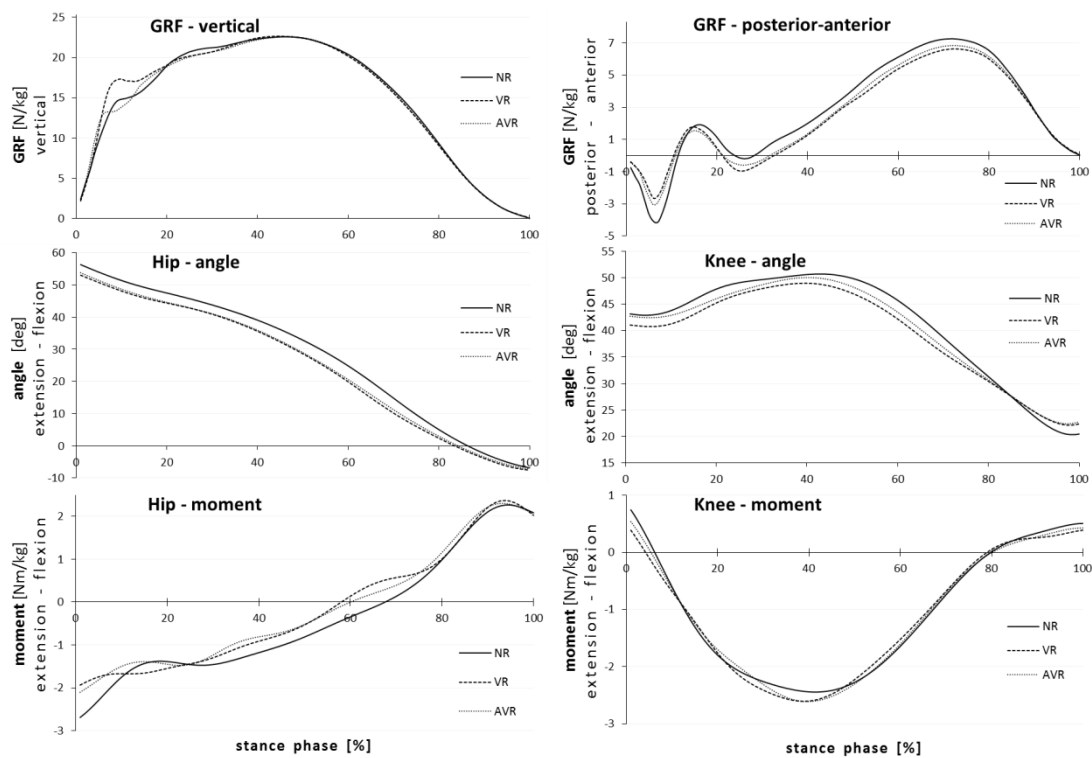 GRF - vertical
25
20
15
10
5
0
0
20
40
60
80
100
GRF [N/kg]
vertical
NR
VR
AVR
GRF - posterior-anterior
7
5
3
1
-1
-3
-5
0
20
40
60
80
100
GRF [N/kg]
posterior - anterior
NR
VR
AVR
Hip - angle
60
50
40
30
20
10
0
-10
0
20
40
60
80
100
angle [deg]
extension - flexion
NR
VR
AVR
Knee - angle
55
50
45
40
35
30
25
20
15
0
20
40
60
80
100
angle [deg]
extension - flexion
NR
VR
AVR
Hip - moment
2
1
0
-1
-2
-3
0
20
40
60
80
100
moment [Nm/kg]
extension - flexion
NR
VR
AVR
stance phase [%]
Knee - moment
1
0
-1
-2
-3
0
20
40
60
80
100
moment [Nm/kg]
extension - flexion
NR
VR
AVR
stance phase [%]